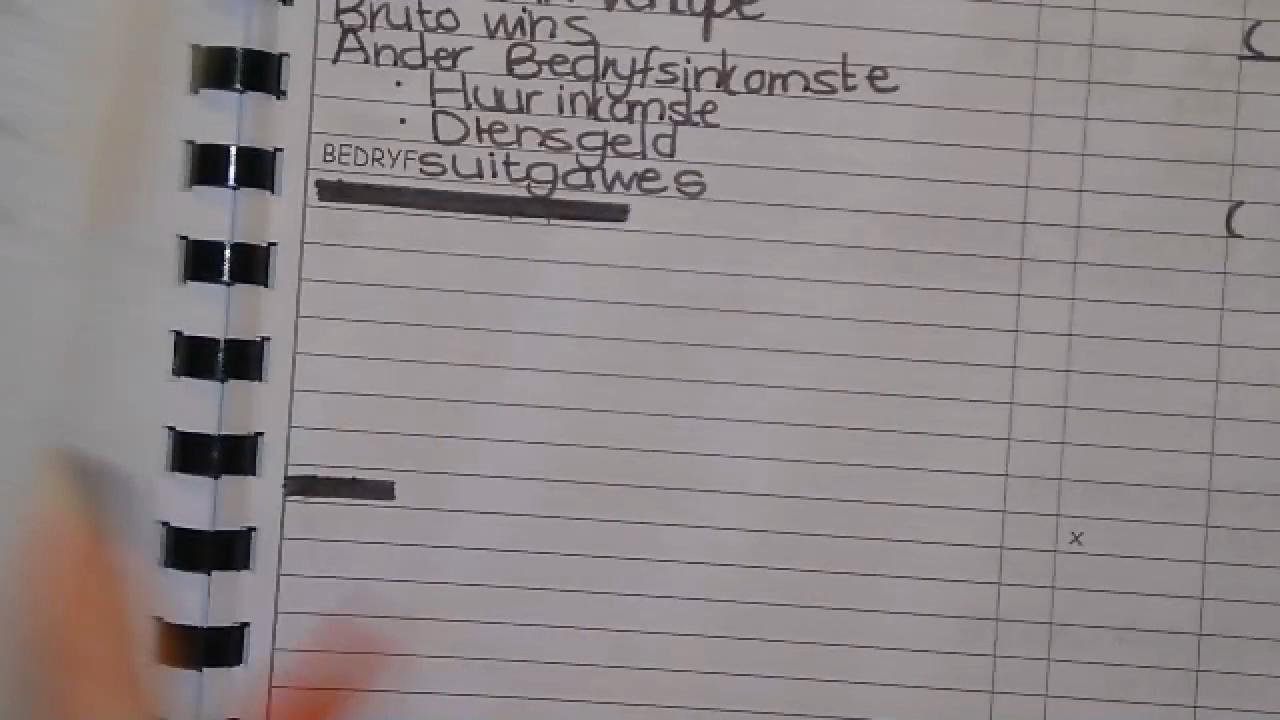 Bruto wins
Ander Bedryfsinkomste
· Huur inkomste
· Diensgeld
BEDRYFsuitgawes
x